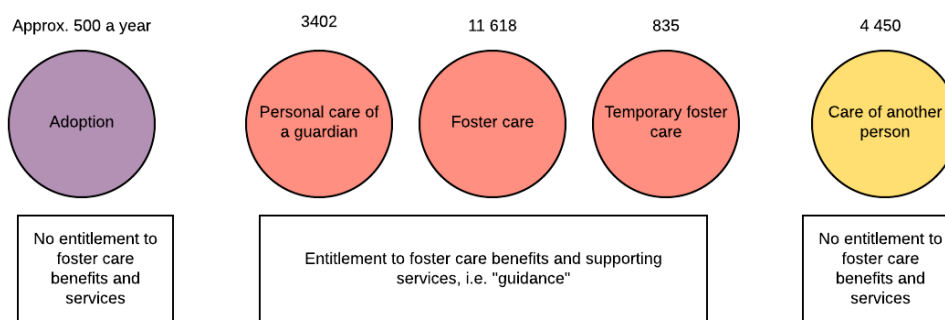 Approx. 500 a year
3402
11 618
835
4 450
Adoption
Personal care of
a guardian
Foster care
Temporary foster
care
Care of another
person
No entitlement to
foster care
benefits and
services
Entitlement to foster care benefits and supporting
services, i.e. "guidance"
No entitlement to
foster care
benefits and
services